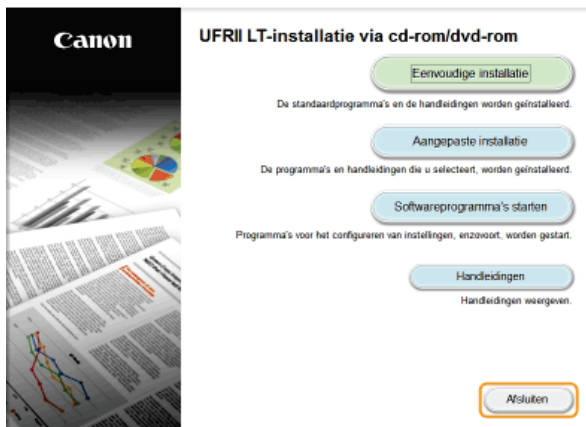 Canon
UFRII LT-installatie via cd-rom/dvd-rom
Eenvoudige installatie
De standaardprogramma's en de handleidingen worden geïnstalleerd.
Aangepaste installatie
De programma's en handleidingen die u selecteert, worden geïnstalleerd.
Softwareprogramma's starten
Programma's voor het configureren van instellingen, enzovoort, worden gestart.
Handleidingen
Handleidingen weergeven.
Afsluiten